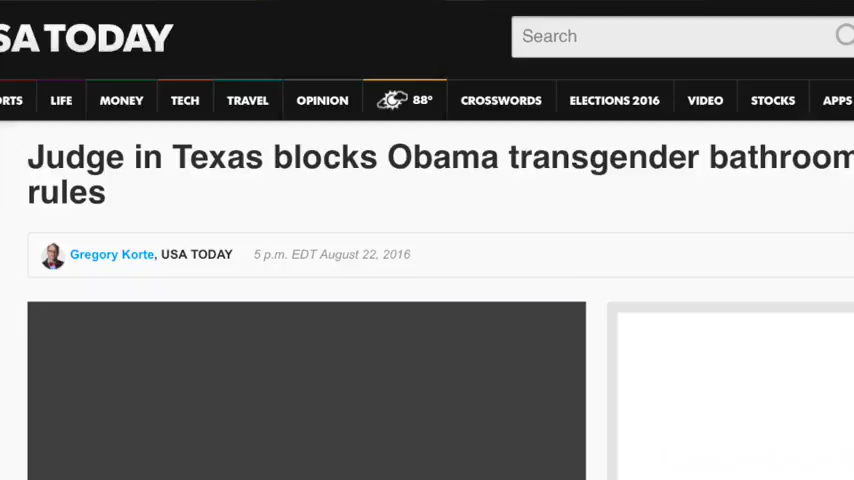 SA TODAY
Search
RTS LIFE MONEY TECH TRAVEL OPINION 88° CROSSWORDS ELECTIONS 2016 VIDEO STOCKS APPS
Judge in Texas blocks Obama transgender bathroom
rules
Gregory Korte, USA TODAY 5 p.m. EDT August 22, 2016